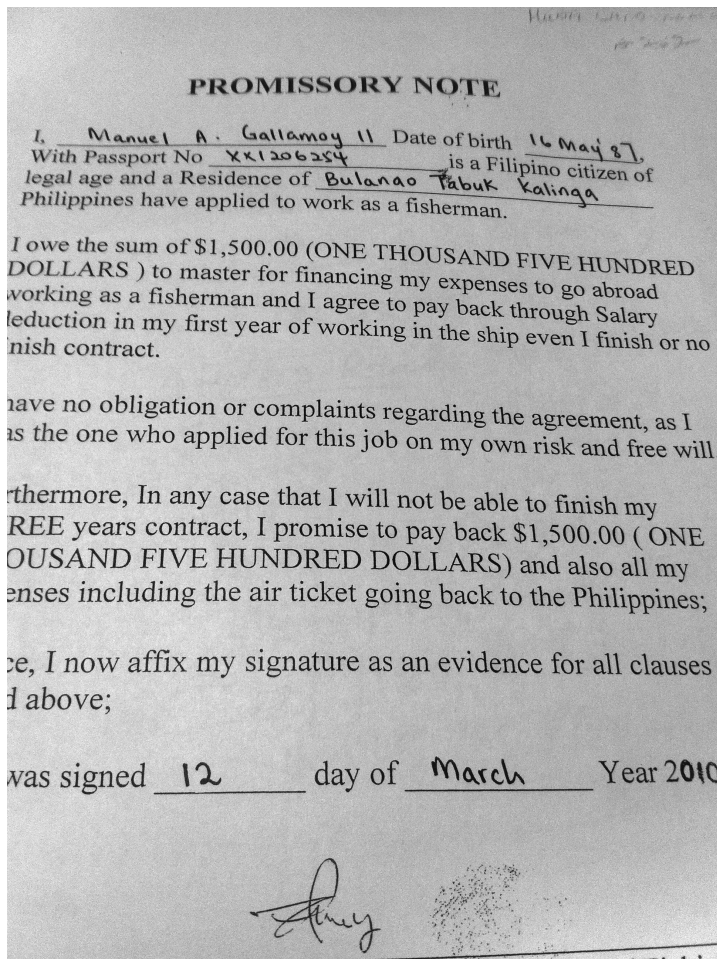 PROMISSORY NOTE
I, Manuel A. Gallamoy II Date of birth 16 May 87,
With Passport No XX1206254 is a Filipino citizen of
legal age and a Residence of Bulanao Tabuk Kalinga
Philippines have applied to work as a fisherman.
I owe the sum of $1,500.00 (ONE THOUSAND FIVE HUNDRED
DOLLARS ) to master for financing my expenses to go abroad
working as a fisherman and I agree to pay back through Salary
deduction in my first year of working in the ship even I finish or no
nish contract.
have no obligation or complaints regarding the agreement, as I
as the one who applied for this job on my own risk and free will
rthermore, In any case that I will not be able to finish my
REE years contract, I promise to pay back $1,500.00 ( ONE
OUSAND FIVE HUNDRED DOLLARS) and also all my
enses including the air ticket going back to the Philippines;
ce, I now affix my signature as an evidence for all clauses
d above;
was signed 12 day of March Year 2010